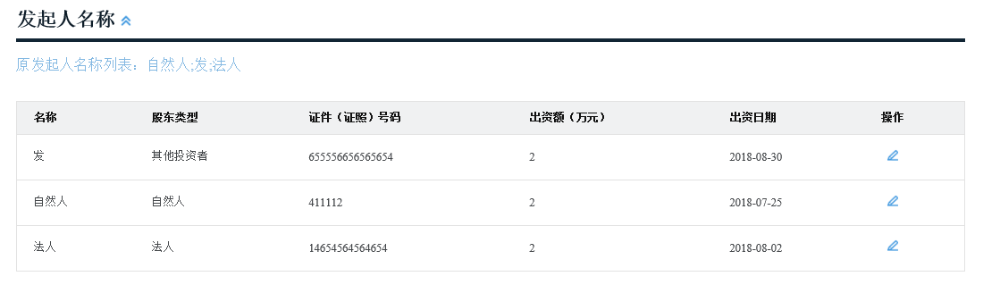 发起人名称
原发起人名称列表：自然人;发;法人
名称 股东类型 证件（证照）号码 出资额（万元） 出资日期 操作
发 其他投资者 655556656565654 2 2018-08-30
自然人 自然人 411112 2 2018-07-25
法人 法人 14654564564654 2 2018-08-02